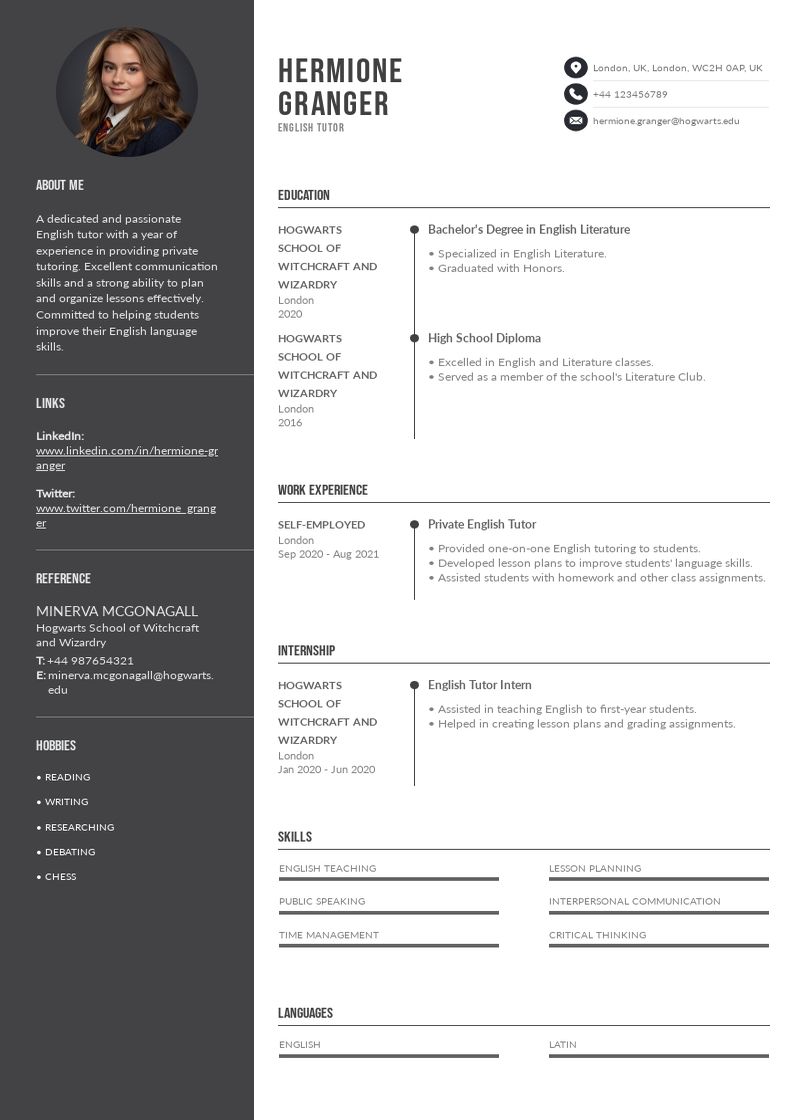 HERMIONE
GRANGER
ENGLISH TUTOR
London, UK, London, WC2H 0AP, UK
+44 123456789
hermione.granger@hogwarts.edu
ABOUT ME
A dedicated and passionate
English tutor with a year of
experience in providing private
tutoring. Excellent communication
skills and a strong ability to plan
and organize lessons effectively.
Committed to helping students
improve their English language
skills.
LINKS
LinkedIn:
www.linkedin.com/in/hermione-gr
anger
Twitter:
www.twitter.com/hermione_grang
er
REFERENCE
MINERVA MCGONAGALL
Hogwarts School of Witchcraft
and Wizardry
T: +44 987654321
E: minerva.mcgonagall@hogwarts.
edu
HOBBIES
• READING
• WRITING
• RESEARCHING
• DEBATING
• CHESS
EDUCATION
HOGWARTS
SCHOOL OF
WITCHCRAFT AND
WIZARDRY
London
2020
Bachelor's Degree in English Literature
• Specialized in English Literature.
• Graduated with Honors.
HOGWARTS
SCHOOL OF
WITCHCRAFT AND
WIZARDRY
London
2016
High School Diploma
• Excelled in English and Literature classes.
• Served as a member of the school's Literature Club.
WORK EXPERIENCE
SELF-EMPLOYED
London
Sep 2020 - Aug 2021
Private English Tutor
• Provided one-on-one English tutoring to students.
• Developed lesson plans to improve students' language skills.
• Assisted students with homework and other class assignments.
INTERNSHIP
HOGWARTS
SCHOOL OF
WITCHCRAFT AND
WIZARDRY
London
Jan 2020 - Jun 2020
English Tutor Intern
• Assisted in teaching English to first-year students.
• Helped in creating lesson plans and grading assignments.
SKILLS
ENGLISH TEACHING
LESSON PLANNING
PUBLIC SPEAKING
INTERPERSONAL COMMUNICATION
TIME MANAGEMENT
CRITICAL THINKING
LANGUAGES
ENGLISH
LATIN